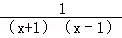 1
(x+1) (x-1)